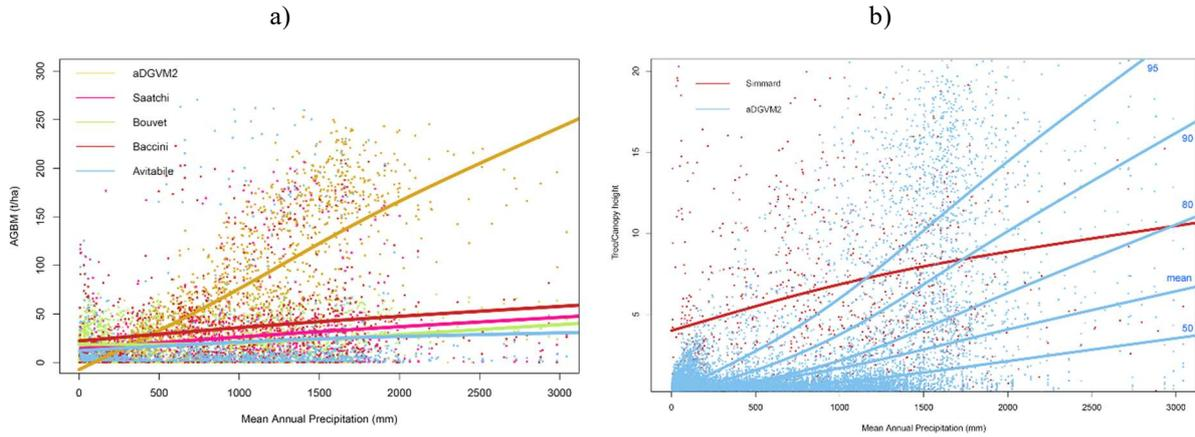 a)
300
250
200
150
100
50
0
AGBM (t/ha)
aDGVM2
Saatchi
Bouvet
Baccini
Avitabile
0 500 1000 1500 2000 2500 3000
Mean Annual Precipitation (mm)
b)
20
15
10
5
Tree/Canopy height
Simmard
aDGVM2
95
90
80
mean
50
0 500 1000 1500 2000 2500 3000
Mean Annual Precipitation (mm)